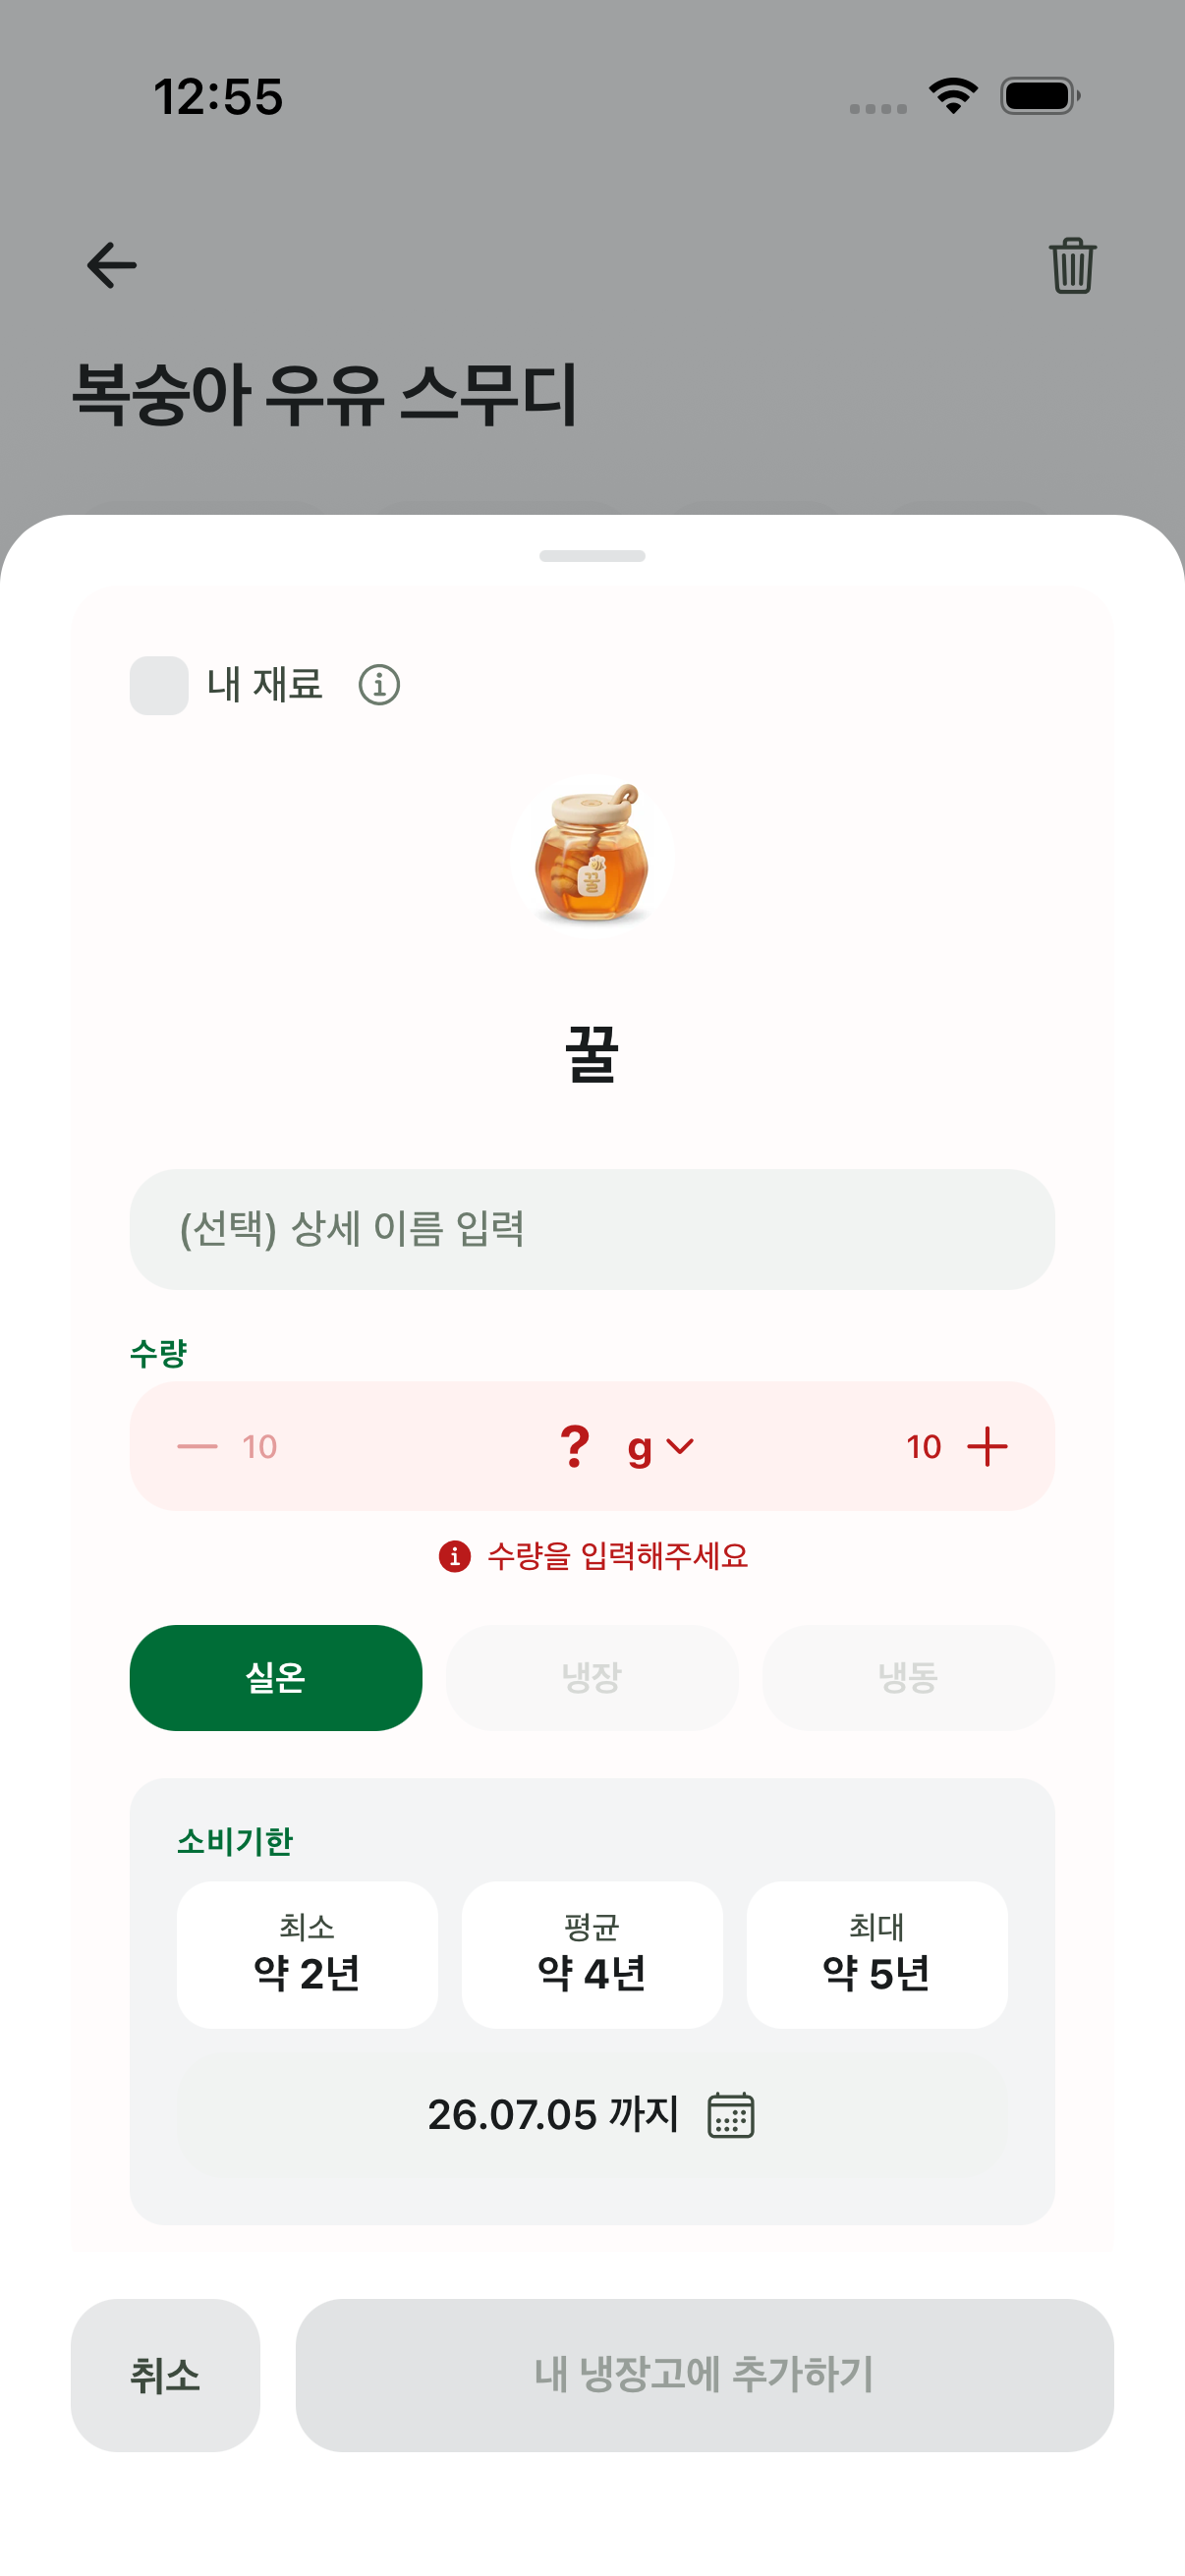 12:55
복숭아 우유 스무디
내 재료
꿀
꿀
(선택) 상세 이름 입력
수량
10 ? g 10
수량을 입력해주세요
실온 냉장 냉동
소비기한
최소 평균 최대
약 2년 약 4년 약 5년
26.07.05 까지
취소 내 냉장고에 추가하기